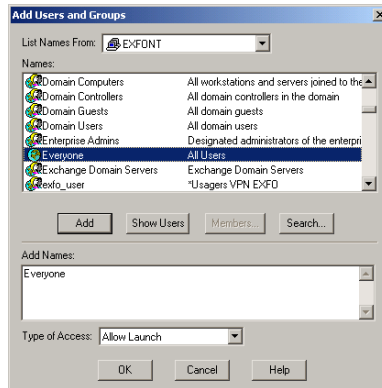 Add Users and Groups
List Names From: EXFONT
Names:
Domain Computers All workstations and servers joined to the
Domain Controllers All domain controllers in the domain
Domain Guests All domain guests
Domain Users All domain users
Enterprise Admins Designated administrators of the enterpri
Everyone All Users
Exchange Domain Servers Exchange Domain Servers
exfo_user *Usagers VPN EXFO
Add Show Users Members... Search...
Add Names:
Everyone
Type of Access: Allow Launch
OK Cancel Help